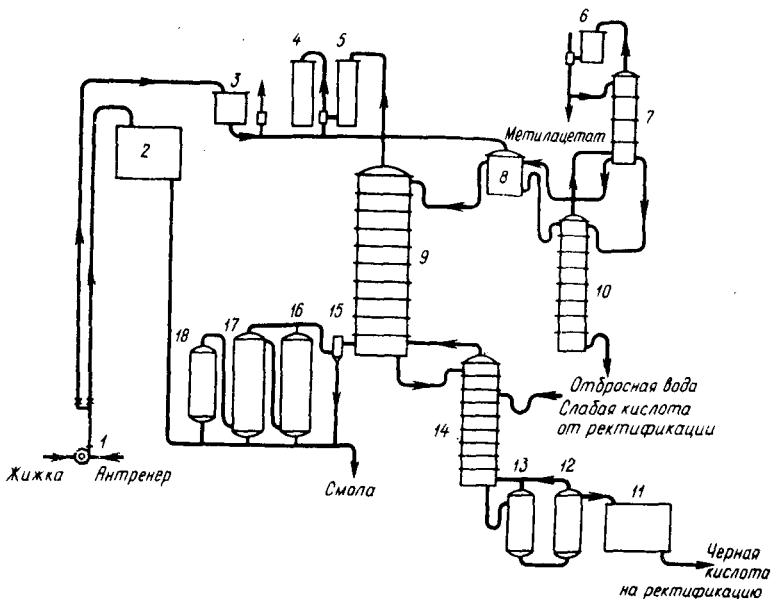 6
4
5
3
7
Метилацетат
2
8
9
10
18
17
16
15
Отбросная вода
Слабая кислота
от ректификации
14
1
13
12
11
Жижка
Антренер
Смола
Черная
кислота
на ректификацию